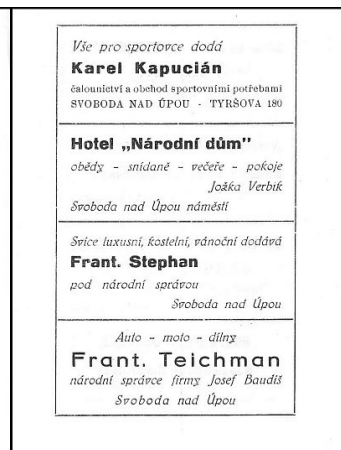 Vše pro sportovce dodá
Karel Kapucián
čalounictví a obchod sportovními potřebami
SVOBODA NAD ÚPOU - TYRŠOVA 180
Hotel „Národní dům"
obědy - snídaně - večeře - pokoje
Jožka Verbik
Svoboda nad Úpou náměstí
Svíce luxusní, kostelní, vánoční dodává
Frant. Stephan
pod národní správou
Svoboda nad Úpou
Auto - moto - dílny
Frant. Teichman
národní správce firmy Josef Baudiš
Svoboda nad Úpou